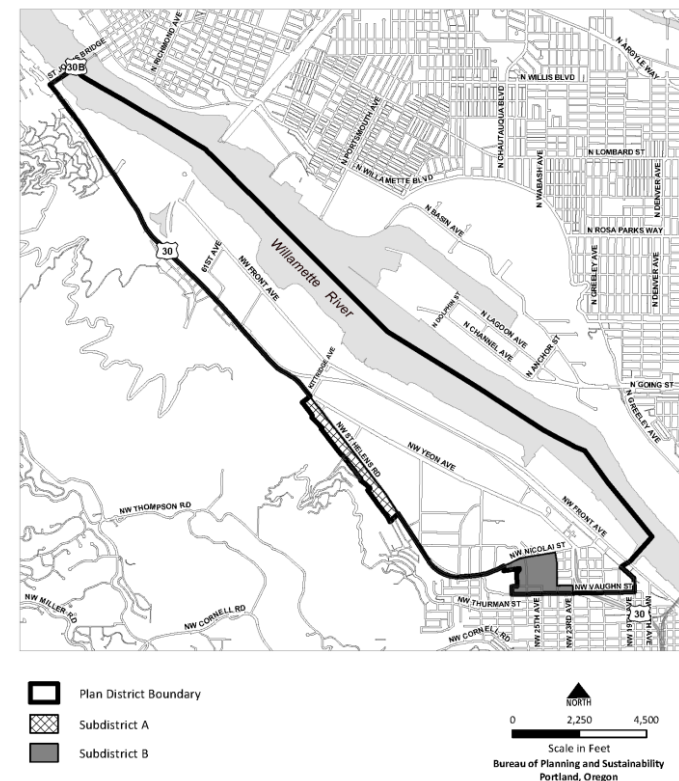 ST JOHNS BRIDGE
30B
N RICHMOND AVE
N ARGYLE WAY
N WILLIS BLVD
N PORTSMOUTH AVE
N CHAUTAUQUA BLVD
N LOMBARD ST
N WILLAMETTE BLVD
N WABASH AVE
N DENVER AVE
N BASIN AVE
N ROSA PARKS WAY
30
61ST AVE
NW FRONT AVE
Willamette River
N GREELEY AVE
N DENVER AVE
N DOLPHIN ST
N LAGOON AVE
N CHANNEL AVE
N ANCHOR ST
KITTRIDGE AVE
N GOING ST
N GREELEY AVE
NW ST HELENS RD
NW YEON AVE
NW THOMPSON RD
NW FRONT AVE
NW NICOLAI ST
NW VAUGHN ST
NW MILLER RD
NW CORNELL RD
NW THURMAN ST
NW CORNELL RD
NW 25TH AVE
NW 23RD AVE
NW 19TH AVE
30
Plan District Boundary
Subdistrict A
Subdistrict B
NORTH
0 2,250 4,500
Scale in Feet
Bureau of Planning and Sustainability
Portland, Oregon